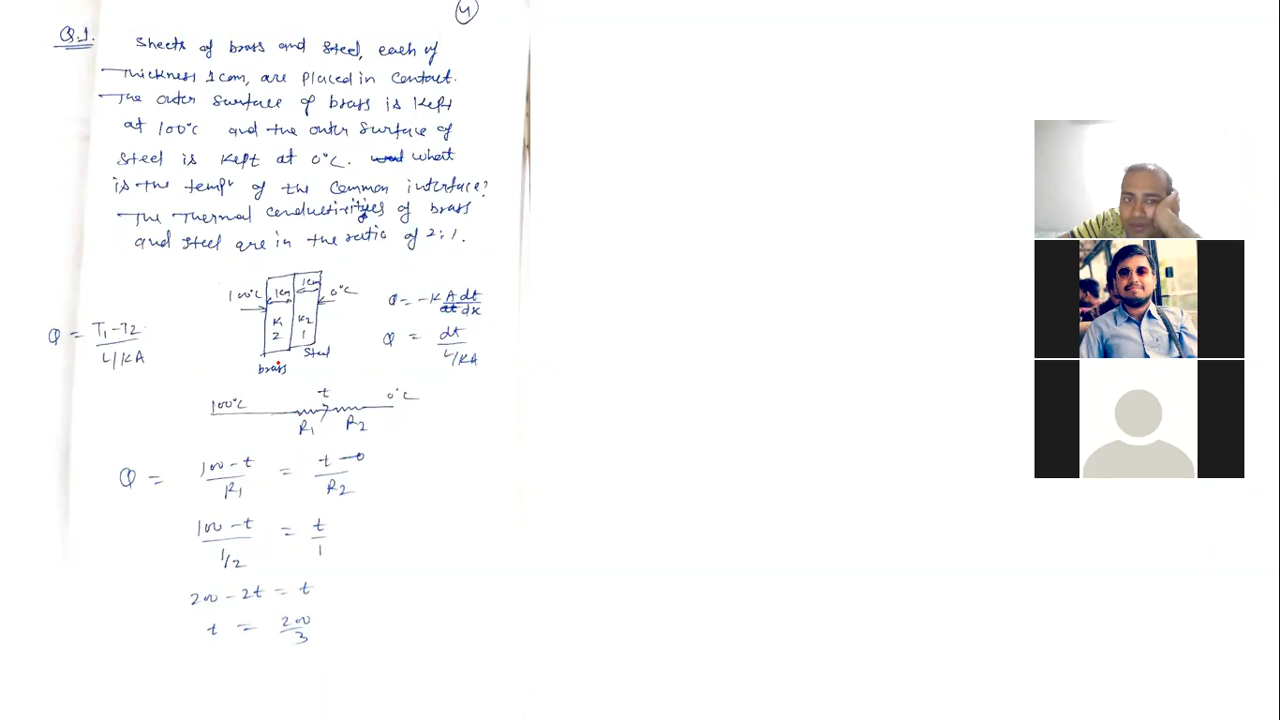 4
Q.1. Sheets of brass and Steel, each of
Thickness 1cm, are placed in contact.
The outer surface of brass is Kept
at 100°C and the outer surface of
Steel is kept at 0°C. what
is the tempr of the common interface?
The Thermal conductivities of brass
and steel are in the ratio of 2:1.
1cm
100°C 1cm 0°C
K 2
K2 1
Steel
brass
Q = T1-T2 / L/KA
Q = -KA dt / dx
Q = dt / L/KA
100°C t 0°C
R1 R2
Q = 100-t / R1 = t-0 / R2
100-t / 1/2 = t / 1
200-2t = t
t = 200/3